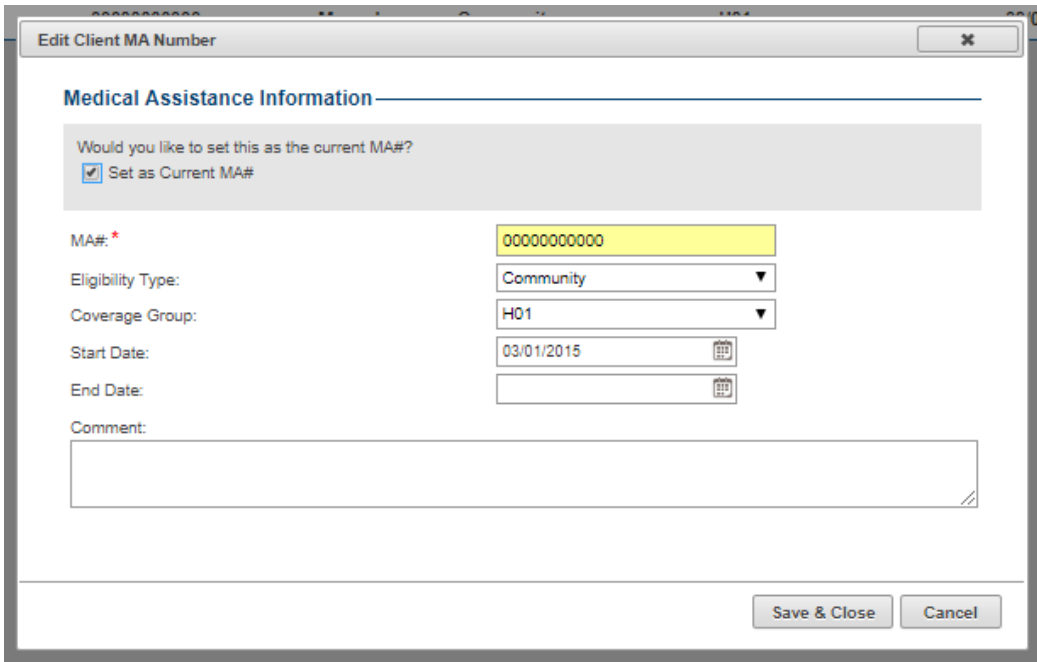 Edit Client MA Number
Medical Assistance Information
Would you like to set this as the current MA#?
Set as Current MA#
MA#:* 00000000000
Eligibility Type: Community
Coverage Group: H01
Start Date: 03/01/2015
End Date:
Comment:
Save & Close Cancel